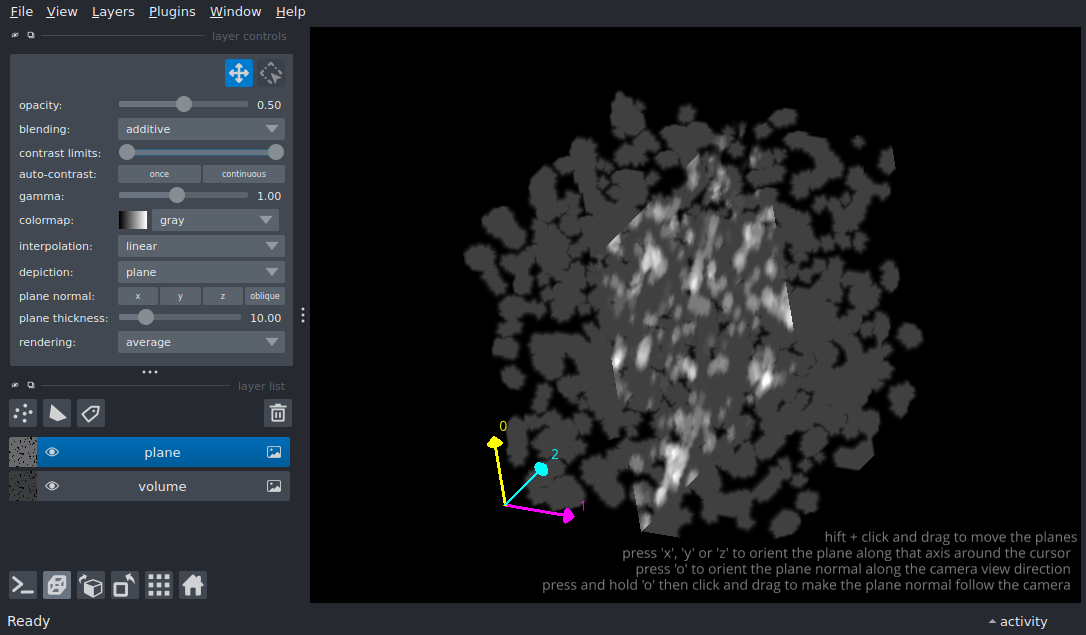 File View Layers Plugins Window Help
layer controls
opacity: 0.50
blending: additive
contrast limits:
auto-contrast: once continuous
gamma: 1.00
colormap: gray
interpolation: linear
depiction: plane
plane normal: x y z oblique
plane thickness: 10.00
rendering: average
layer list
plane
volume
0
2
1
hift + click and drag to move the planes
press 'x', 'y' or 'z' to orient the plane along that axis around the cursor
press 'o' to orient the plane normal along the camera view direction
press and hold 'o' then click and drag to make the plane normal follow the camera
Ready
activity